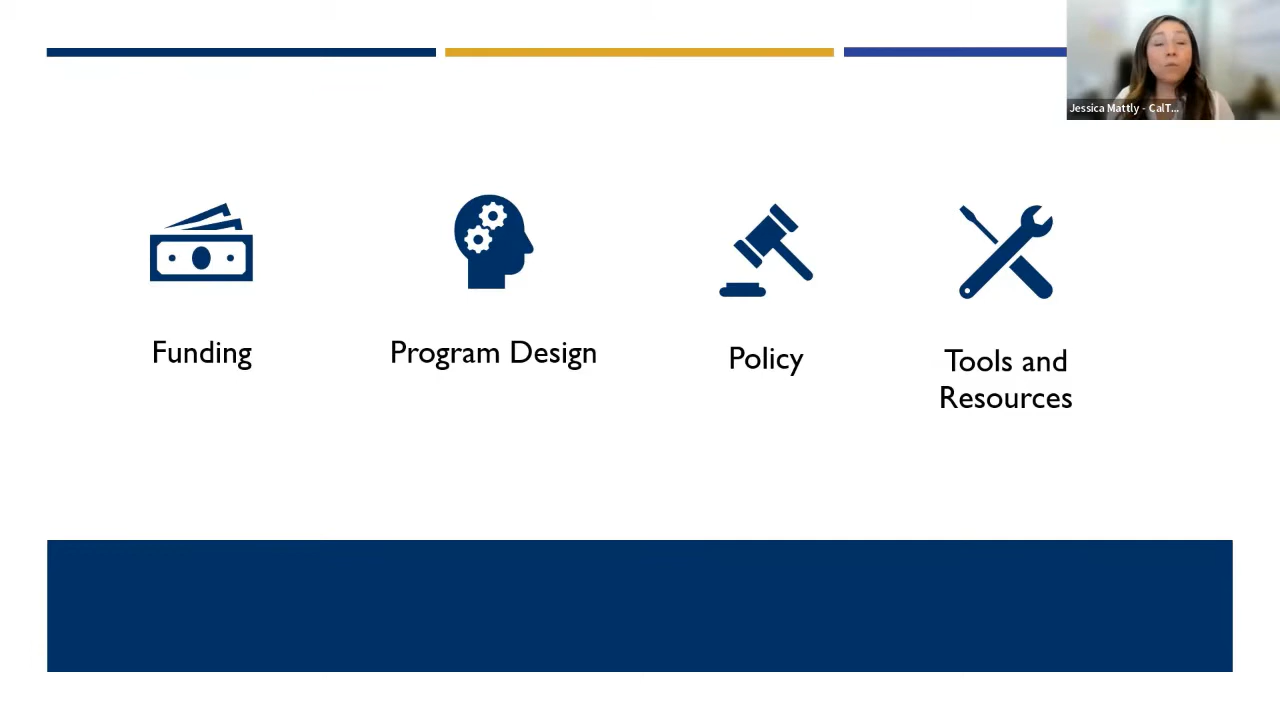 Jessica Mattly - CalT...
Funding
Program Design
Policy
Tools and
Resources